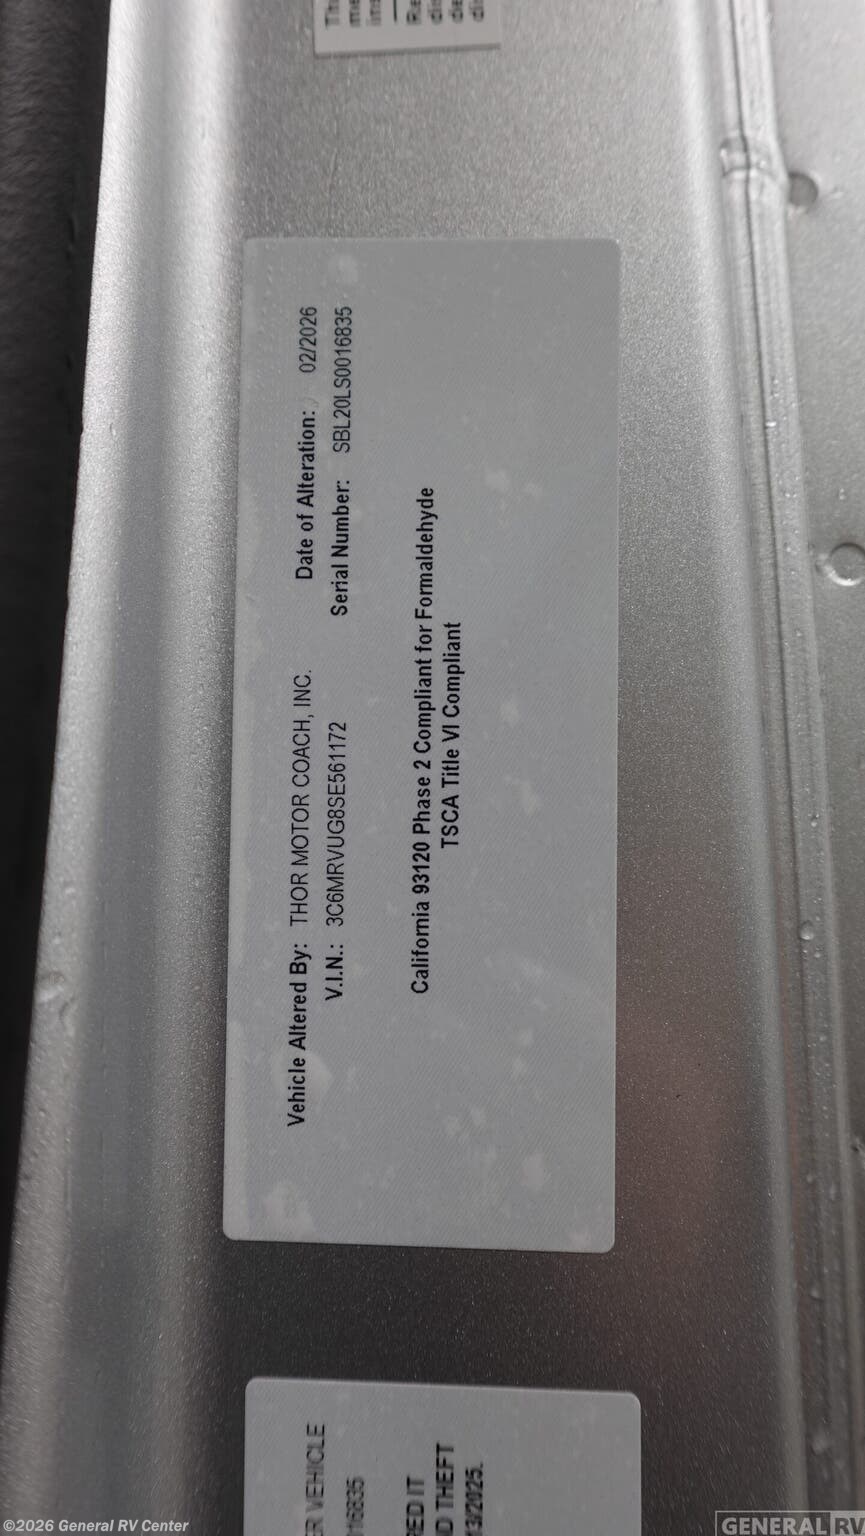 Vehicle Altered By: THOR MOTOR COACH, INC. Date of Alteration: 02/2026
V.I.N.: 3C6MRVUG8SE561172 Serial Number: SBL20LS0016835
California 93120 Phase 2 Compliant for Formaldehyde
TSCA Title VI Compliant
VEHICLE
16835
IT
THEFT
3/2025.
©2026 General RV Center
GENERAL RV